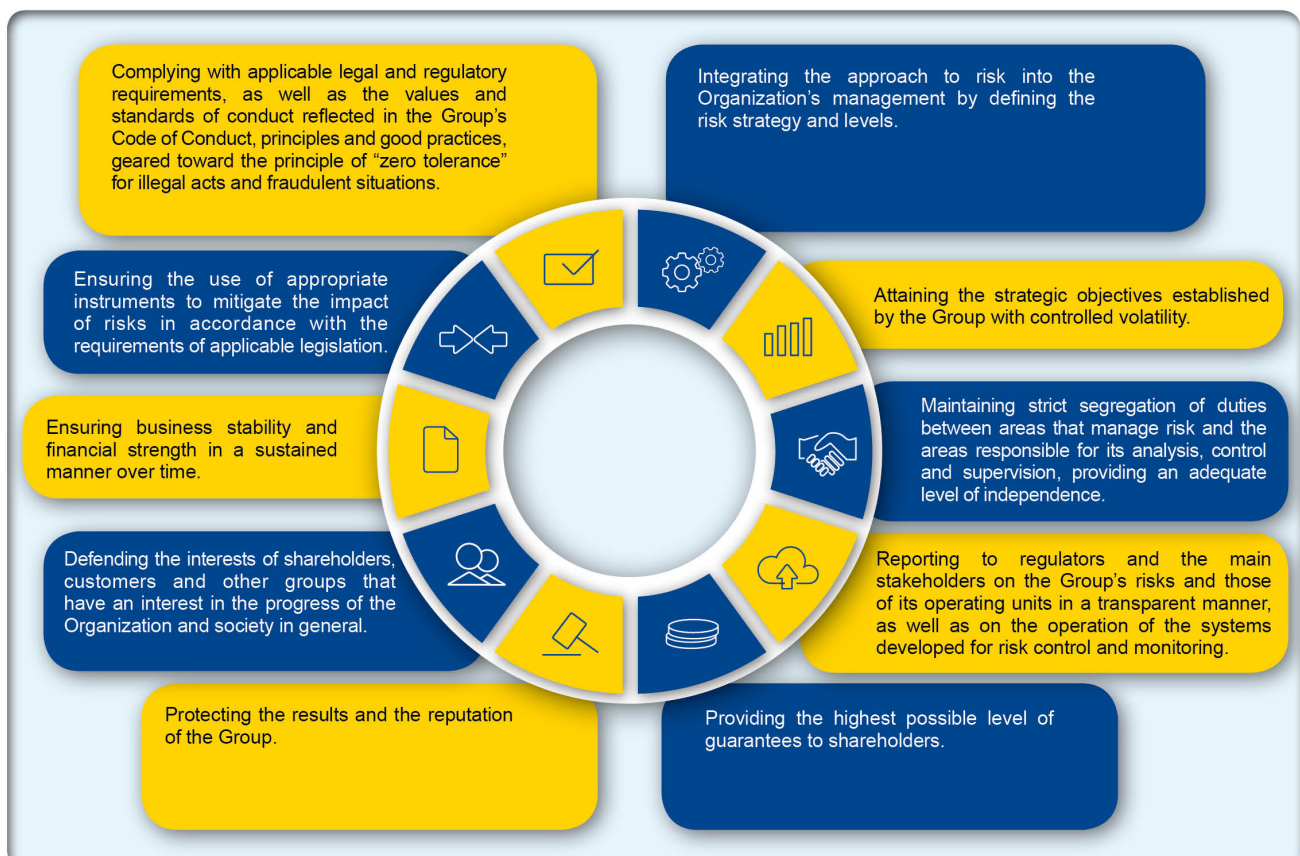 Complying with applicable legal and regulatory
requirements, as well as the values and
standards of conduct reflected in the Group's
Code of Conduct, principles and good practices,
geared toward the principle of “zero tolerance”
for illegal acts and fraudulent situations.
Integrating the approach to risk into the
Organization's management by defining the
risk strategy and levels.
Ensuring the use of appropriate
instruments to mitigate the impact
of risks in accordance with the
requirements of applicable legislation.
Attaining the strategic objectives established
by the Group with controlled volatility.
Ensuring business stability and
financial strength in a sustained
manner over time.
Maintaining strict segregation of duties
between areas that manage risk and the
areas responsible for its analysis, control
and supervision, providing an adequate
level of independence.
Defending the interests of shareholders,
customers and other groups that
have an interest in the progress of the
Organization and society in general.
Reporting to regulators and the main
stakeholders on the Group's risks and those
of its operating units in a transparent manner,
as well as on the operation of the systems
developed for risk control and monitoring.
Protecting the results and the reputation
of the Group.
Providing the highest possible level of
guarantees to shareholders.